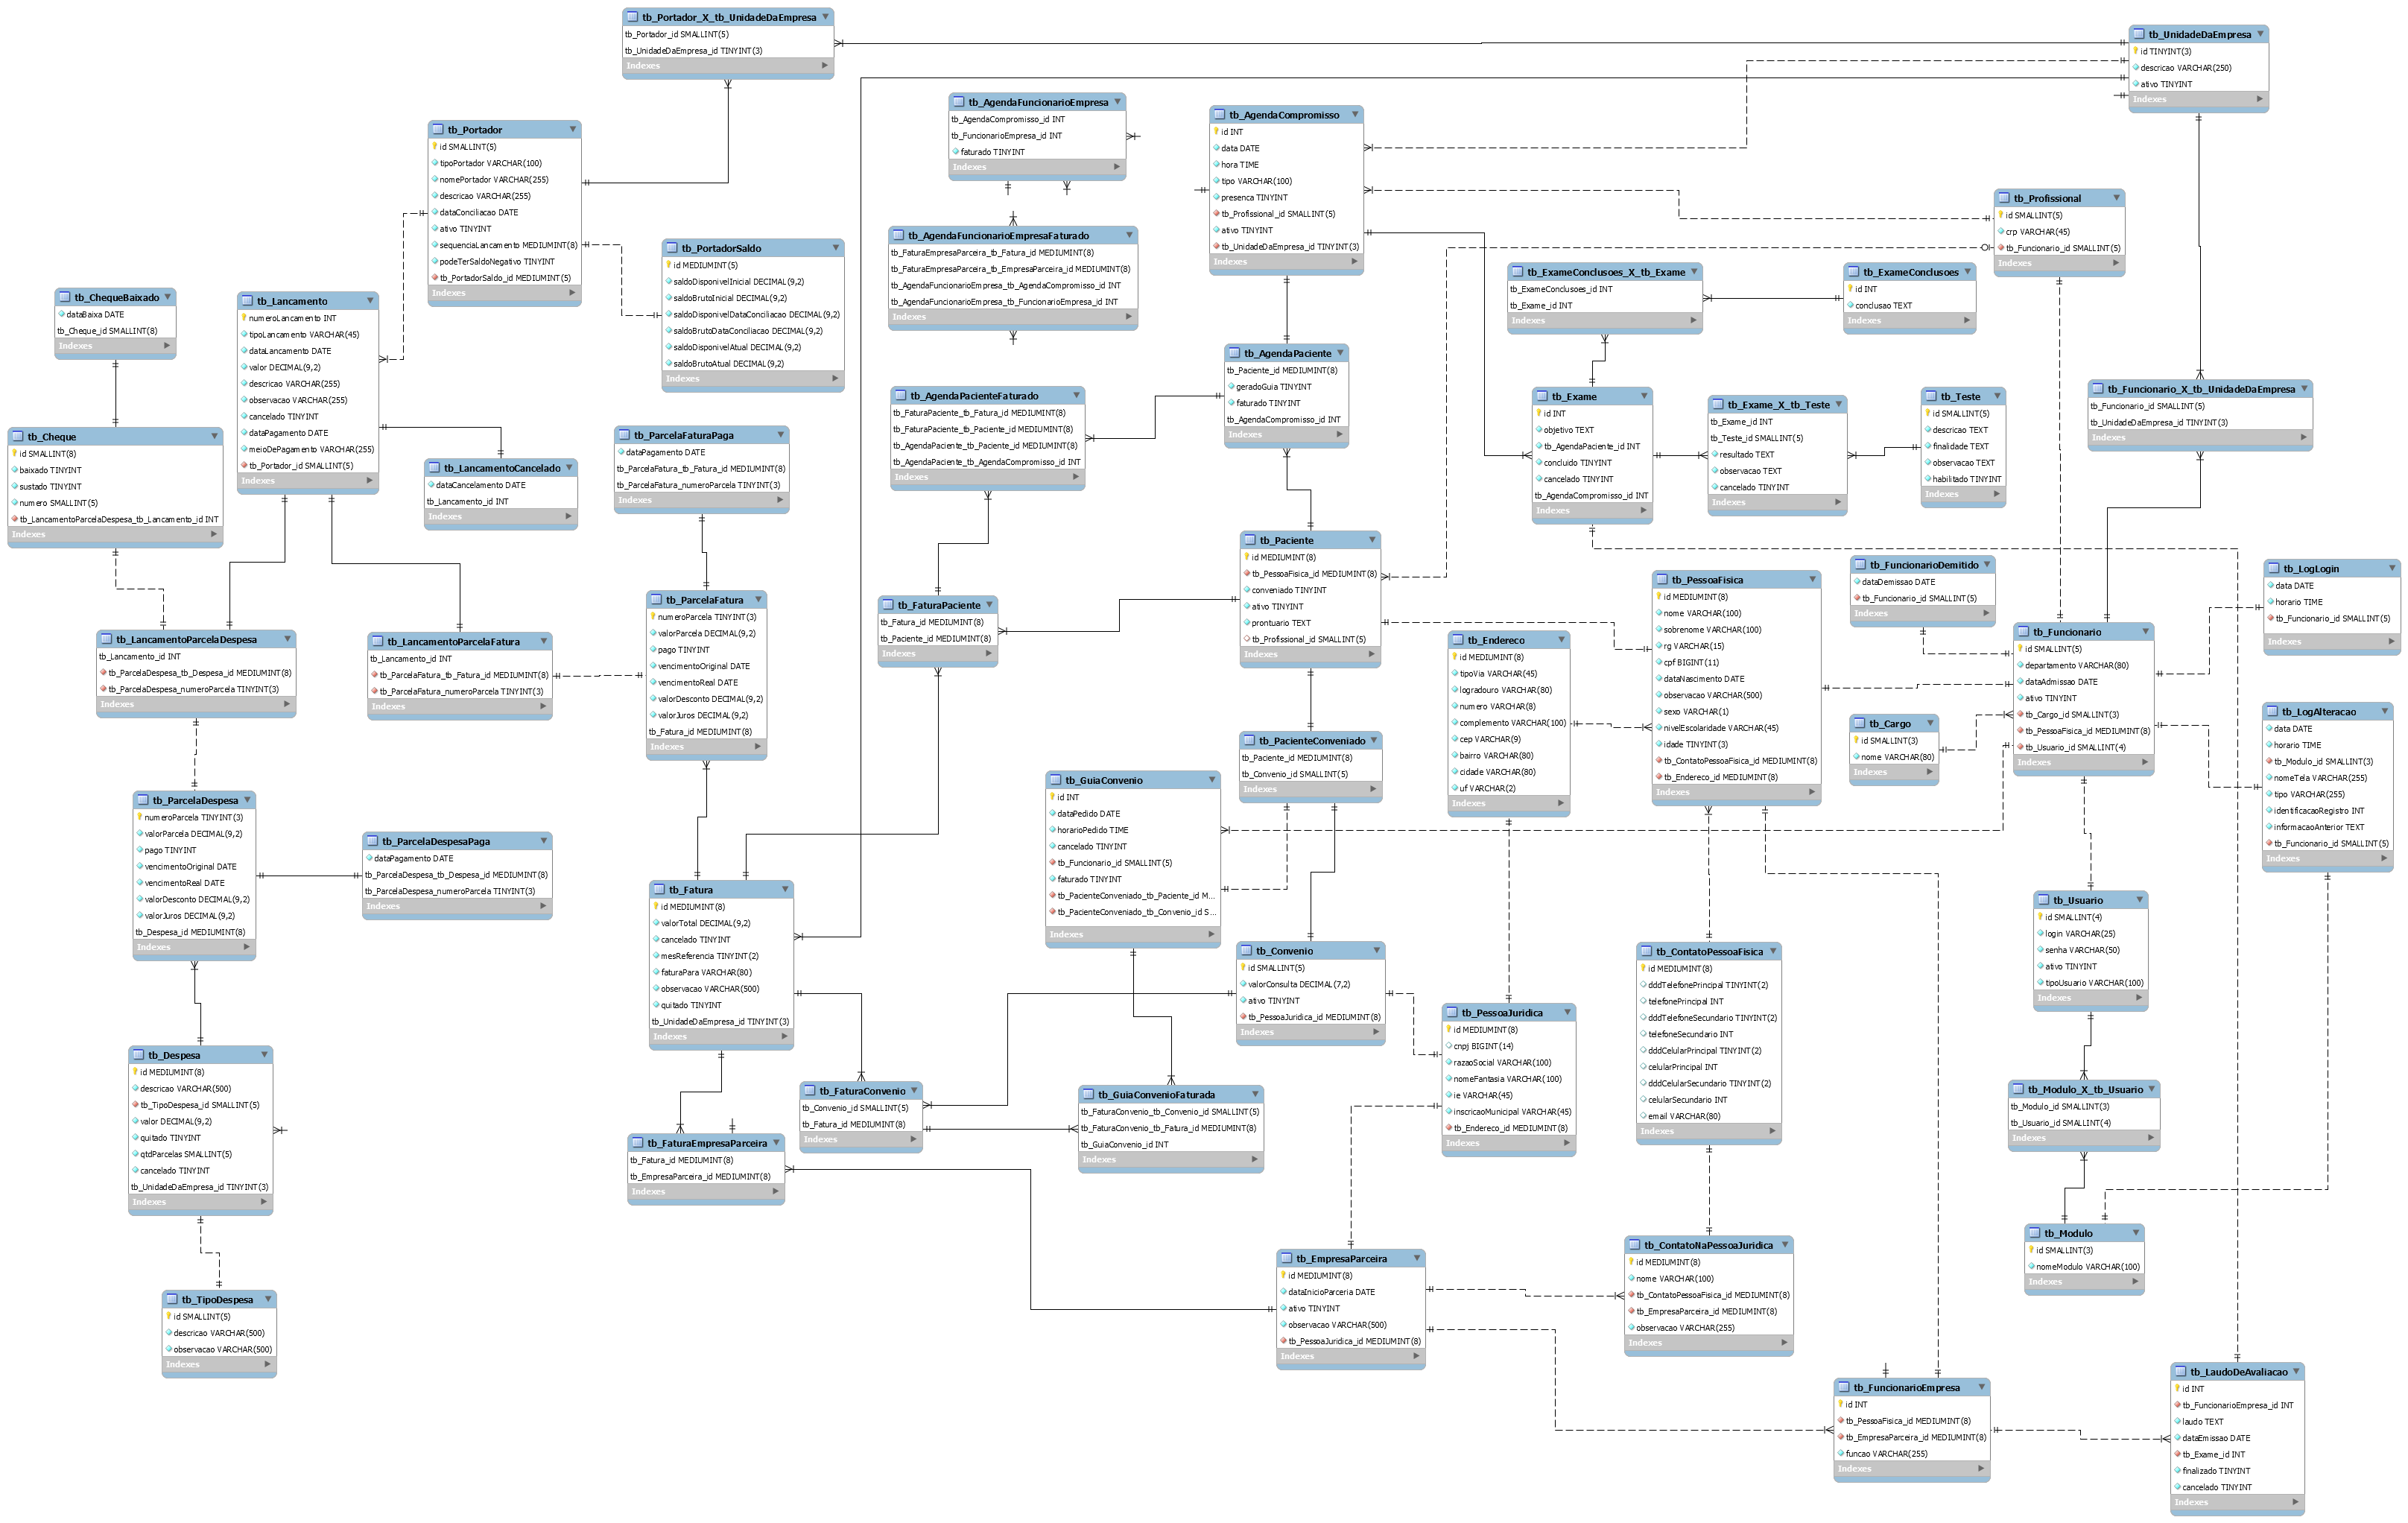 tb_Portador_X_tb_UnidadeDaEmpresa
tb_Portador_id SMALLINT(5)
tb_UnidadeDaEmpresa_id TINYINT(3)
Indexes
tb_UnidadeDaEmpresa
id TINYINT(3)
descricao VARCHAR(250)
ativo TINYINT
Indexes
tb_AgendaFuncionarioEmpresa
tb_AgendaCompromisso_id INT
tb_FuncionarioEmpresa_id INT
faturado TINYINT
Indexes
tb_AgendaCompromisso
id INT
data DATE
hora TIME
tipo VARCHAR(100)
presenca TINYINT
tb_Profissional_id SMALLINT(5)
ativo TINYINT
tb_UnidadeDaEmpresa_id TINYINT(3)
Indexes
tb_Portador
id SMALLINT(5)
tipoPortador VARCHAR(100)
nomePortador VARCHAR(255)
descricao VARCHAR(255)
dataConciliacao DATE
ativo TINYINT
sequenciaLancamento MEDIUMINT(8)
podeTerSaldoNegativo TINYINT
tb_PortadorSaldo_id MEDIUMINT(5)
Indexes
tb_Profissional
id SMALLINT(5)
crp VARCHAR(45)
tb_Funcionario_id SMALLINT(5)
Indexes
tb_AgendaFuncionarioEmpresaFaturado
tb_FaturaEmpresaParceira_tb_Fatura_id MEDIUMINT(8)
tb_FaturaEmpresaParceira_tb_EmpresaParceira_id MEDIUMINT(8)
tb_AgendaFuncionarioEmpresa_tb_AgendaCompromisso_id INT
tb_AgendaFuncionarioEmpresa_tb_FuncionarioEmpresa_id INT
Indexes
tb_PortadorSaldo
id MEDIUMINT(5)
saldoDisponivelInicial DECIMAL(9,2)
saldoBrutoInicial DECIMAL(9,2)
saldoDisponivelDataConciliacao DECIMAL(9,2)
saldoBrutoDataConciliacao DECIMAL(9,2)
saldoDisponivelAtual DECIMAL(9,2)
saldoBrutoAtual DECIMAL(9,2)
Indexes
tb_ExameConclusoes_X_tb_Exame
tb_ExameConclusoes_id INT
tb_Exame_id INT
Indexes
tb_ExameConclusoes
id INT
conclusao TEXT
Indexes
tb_ChequeBaixado
dataBaixa DATE
tb_Cheque_id SMALLINT(8)
Indexes
tb_Lancamento
numeroLancamento INT
tipoLancamento VARCHAR(45)
dataLancamento DATE
valor DECIMAL(9,2)
descricao VARCHAR(255)
observacao VARCHAR(255)
cancelado TINYINT
dataPagamento DATE
meioDePagamento VARCHAR(255)
tb_Portador_id SMALLINT(5)
Indexes
tb_AgendaPaciente
tb_Paciente_id MEDIUMINT(8)
geradoGuia TINYINT
faturado TINYINT
tb_AgendaCompromisso_id INT
Indexes
tb_AgendaPacienteFaturado
tb_FaturaPaciente_tb_Fatura_id MEDIUMINT(8)
tb_FaturaPaciente_tb_Paciente_id MEDIUMINT(8)
tb_AgendaPaciente_tb_Paciente_id MEDIUMINT(8)
tb_AgendaPaciente_tb_AgendaCompromisso_id INT
Indexes
tb_Exame
id INT
objetivo TEXT
tb_AgendaPaciente_id INT
concluido TINYINT
cancelado TINYINT
tb_AgendaCompromisso_id INT
Indexes
tb_Exame_X_tb_Teste
tb_Exame_id INT
tb_Teste_id SMALLINT(5)
resultado TEXT
observacao TEXT
cancelado TINYINT
Indexes
tb_Teste
id SMALLINT(5)
descricao TEXT
finalidade TEXT
observacao TEXT
habilitado TINYINT
Indexes
tb_Funcionario_X_tb_UnidadeDaEmpresa
tb_Funcionario_id SMALLINT(5)
tb_UnidadeDaEmpresa_id TINYINT(3)
Indexes
tb_Cheque
id SMALLINT(8)
baixado TINYINT
sustado TINYINT
numero SMALLINT(5)
tb_LancamentoParcelaDespesa_tb_Lancamento_id INT
Indexes
tb_LancamentoCancelado
dataCancelamento DATE
tb_Lancamento_id INT
Indexes
tb_ParcelaFaturaPaga
dataPagamento DATE
tb_ParcelaFatura_tb_Fatura_id MEDIUMINT(8)
tb_ParcelaFatura_numeroParcela TINYINT(3)
Indexes
tb_Paciente
id MEDIUMINT(8)
tb_PessoaFisica_id MEDIUMINT(8)
conveniado TINYINT
ativo TINYINT
prontuario TEXT
tb_Profissional_id SMALLINT(5)
Indexes
tb_FuncionarioDemitido
dataDemissao DATE
tb_Funcionario_id SMALLINT(5)
Indexes
tb_LogLogin
data DATE
horario TIME
tb_Funcionario_id SMALLINT(5)
Indexes
tb_PessoaFisica
id MEDIUMINT(8)
nome VARCHAR(100)
sobrenome VARCHAR(100)
rg VARCHAR(15)
cpf BIGINT(11)
dataNascimento DATE
observacao VARCHAR(500)
sexo VARCHAR(1)
nivelEscolaridade VARCHAR(45)
idade TINYINT(3)
tb_ContatoPessoaFisica_id MEDIUMINT(8)
tb_Endereco_id MEDIUMINT(8)
Indexes
tb_ParcelaFatura
numeroParcela TINYINT(3)
valorParcela DECIMAL(9,2)
pago TINYINT
vencimentoOriginal DATE
vencimentoReal DATE
valorDesconto DECIMAL(9,2)
valorJuros DECIMAL(9,2)
tb_Fatura_id MEDIUMINT(8)
Indexes
tb_FaturaPaciente
tb_Fatura_id MEDIUMINT(8)
tb_Paciente_id MEDIUMINT(8)
Indexes
tb_LancamentoParcelaDespesa
tb_Lancamento_id INT
tb_ParcelaDespesa_tb_Despesa_id MEDIUMINT(8)
tb_ParcelaDespesa_numeroParcela TINYINT(3)
Indexes
tb_LancamentoParcelaFatura
tb_Lancamento_id INT
tb_ParcelaFatura_tb_Fatura_id MEDIUMINT(8)
tb_ParcelaFatura_numeroParcela TINYINT(3)
Indexes
tb_Endereco
id MEDIUMINT(8)
tipoVia VARCHAR(45)
logradouro VARCHAR(80)
numero VARCHAR(8)
complemento VARCHAR(100)
cep VARCHAR(9)
bairro VARCHAR(80)
cidade VARCHAR(80)
uf VARCHAR(2)
Indexes
tb_Funcionario
id SMALLINT(5)
departamento VARCHAR(80)
dataAdmissao DATE
ativo TINYINT
tb_Cargo_id SMALLINT(3)
tb_PessoaFisica_id MEDIUMINT(8)
tb_Usuario_id SMALLINT(4)
Indexes
tb_Cargo
id SMALLINT(3)
nome VARCHAR(80)
Indexes
tb_LogAlteracao
data DATE
horario TIME
tb_Modulo_id SMALLINT(3)
nomeTela VARCHAR(255)
tipo VARCHAR(255)
identificacaoRegistro INT
informacaoAnterior TEXT
tb_Funcionario_id SMALLINT(5)
Indexes
tb_PacienteConveniado
tb_Paciente_id MEDIUMINT(8)
tb_Convenio_id SMALLINT(5)
Indexes
tb_GuiaConvenio
id INT
dataPedido DATE
horarioPedido TIME
cancelado TINYINT
tb_Funcionario_id SMALLINT(5)
faturado TINYINT
tb_PacienteConveniado_tb_Paciente_id M...
tb_PacienteConveniado_tb_Convenio_id S...
Indexes
tb_ParcelaDespesa
numeroParcela TINYINT(3)
valorParcela DECIMAL(9,2)
pago TINYINT
vencimentoOriginal DATE
vencimentoReal DATE
valorDesconto DECIMAL(9,2)
valorJuros DECIMAL(9,2)
tb_Despesa_id MEDIUMINT(8)
Indexes
tb_ParcelaDespesaPaga
dataPagamento DATE
tb_ParcelaDespesa_tb_Despesa_id MEDIUMINT(8)
tb_ParcelaDespesa_numeroParcela TINYINT(3)
Indexes
tb_Fatura
id MEDIUMINT(8)
valorTotal DECIMAL(9,2)
cancelado TINYINT
mesReferencia TINYINT(2)
faturaPara VARCHAR(80)
observacao VARCHAR(500)
quitado TINYINT
tb_UnidadeDaEmpresa_id TINYINT(3)
Indexes
tb_Usuario
id SMALLINT(4)
login VARCHAR(25)
senha VARCHAR(50)
ativo TINYINT
tipoUsuario VARCHAR(100)
Indexes
tb_Convenio
id SMALLINT(5)
valorConsulta DECIMAL(7,2)
ativo TINYINT
tb_PessoaJuridica_id MEDIUMINT(8)
Indexes
tb_ContatoPessoaFisica
id MEDIUMINT(8)
dddTelefonePrincipal TINYINT(2)
telefonePrincipal INT
dddTelefoneSecundario TINYINT(2)
telefoneSecundario INT
dddCelularPrincipal TINYINT(2)
celularPrincipal INT
dddCelularSecundario TINYINT(2)
celularSecundario INT
email VARCHAR(80)
Indexes
tb_PessoaJuridica
id MEDIUMINT(8)
cnpj BIGINT(14)
razaoSocial VARCHAR(100)
nomeFantasia VARCHAR(100)
ie VARCHAR(45)
inscricaoMunicipal VARCHAR(45)
tb_Endereco_id MEDIUMINT(8)
Indexes
tb_Despesa
id MEDIUMINT(8)
descricao VARCHAR(500)
tb_TipoDespesa_id SMALLINT(5)
valor DECIMAL(9,2)
quitado TINYINT
qtdParcelas SMALLINT(5)
cancelado TINYINT
tb_UnidadeDaEmpresa_id TINYINT(3)
Indexes
tb_FaturaConvenio
tb_Convenio_id SMALLINT(5)
tb_Fatura_id MEDIUMINT(8)
Indexes
tb_GuiaConvenioFaturada
tb_FaturaConvenio_tb_Convenio_id SMALLINT(5)
tb_FaturaConvenio_tb_Fatura_id MEDIUMINT(8)
tb_GuiaConvenio_id INT
Indexes
tb_Modulo_X_tb_Usuario
tb_Modulo_id SMALLINT(3)
tb_Usuario_id SMALLINT(4)
Indexes
tb_FaturaEmpresaParceira
tb_Fatura_id MEDIUMINT(8)
tb_EmpresaParceira_id MEDIUMINT(8)
Indexes
tb_Modulo
id SMALLINT(3)
nomeModulo VARCHAR(100)
Indexes
tb_EmpresaParceira
id MEDIUMINT(8)
dataInicioParceria DATE
ativo TINYINT
observacao VARCHAR(500)
tb_PessoaJuridica_id MEDIUMINT(8)
Indexes
tb_ContatoNaPessoaJuridica
id MEDIUMINT(8)
nome VARCHAR(100)
tb_ContatoPessoaFisica_id MEDIUMINT(8)
tb_EmpresaParceira_id MEDIUMINT(8)
observacao VARCHAR(255)
Indexes
tb_TipoDespesa
id SMALLINT(5)
descricao VARCHAR(500)
observacao VARCHAR(500)
Indexes
tb_FuncionarioEmpresa
id INT
tb_PessoaFisica_id MEDIUMINT(8)
tb_EmpresaParceira_id MEDIUMINT(8)
funcao VARCHAR(255)
Indexes
tb_LaudoDeAvaliacao
id INT
tb_FuncionarioEmpresa_id INT
laudo TEXT
dataEmissao DATE
tb_Exame_id INT
finalizado TINYINT
cancelado TINYINT
Indexes